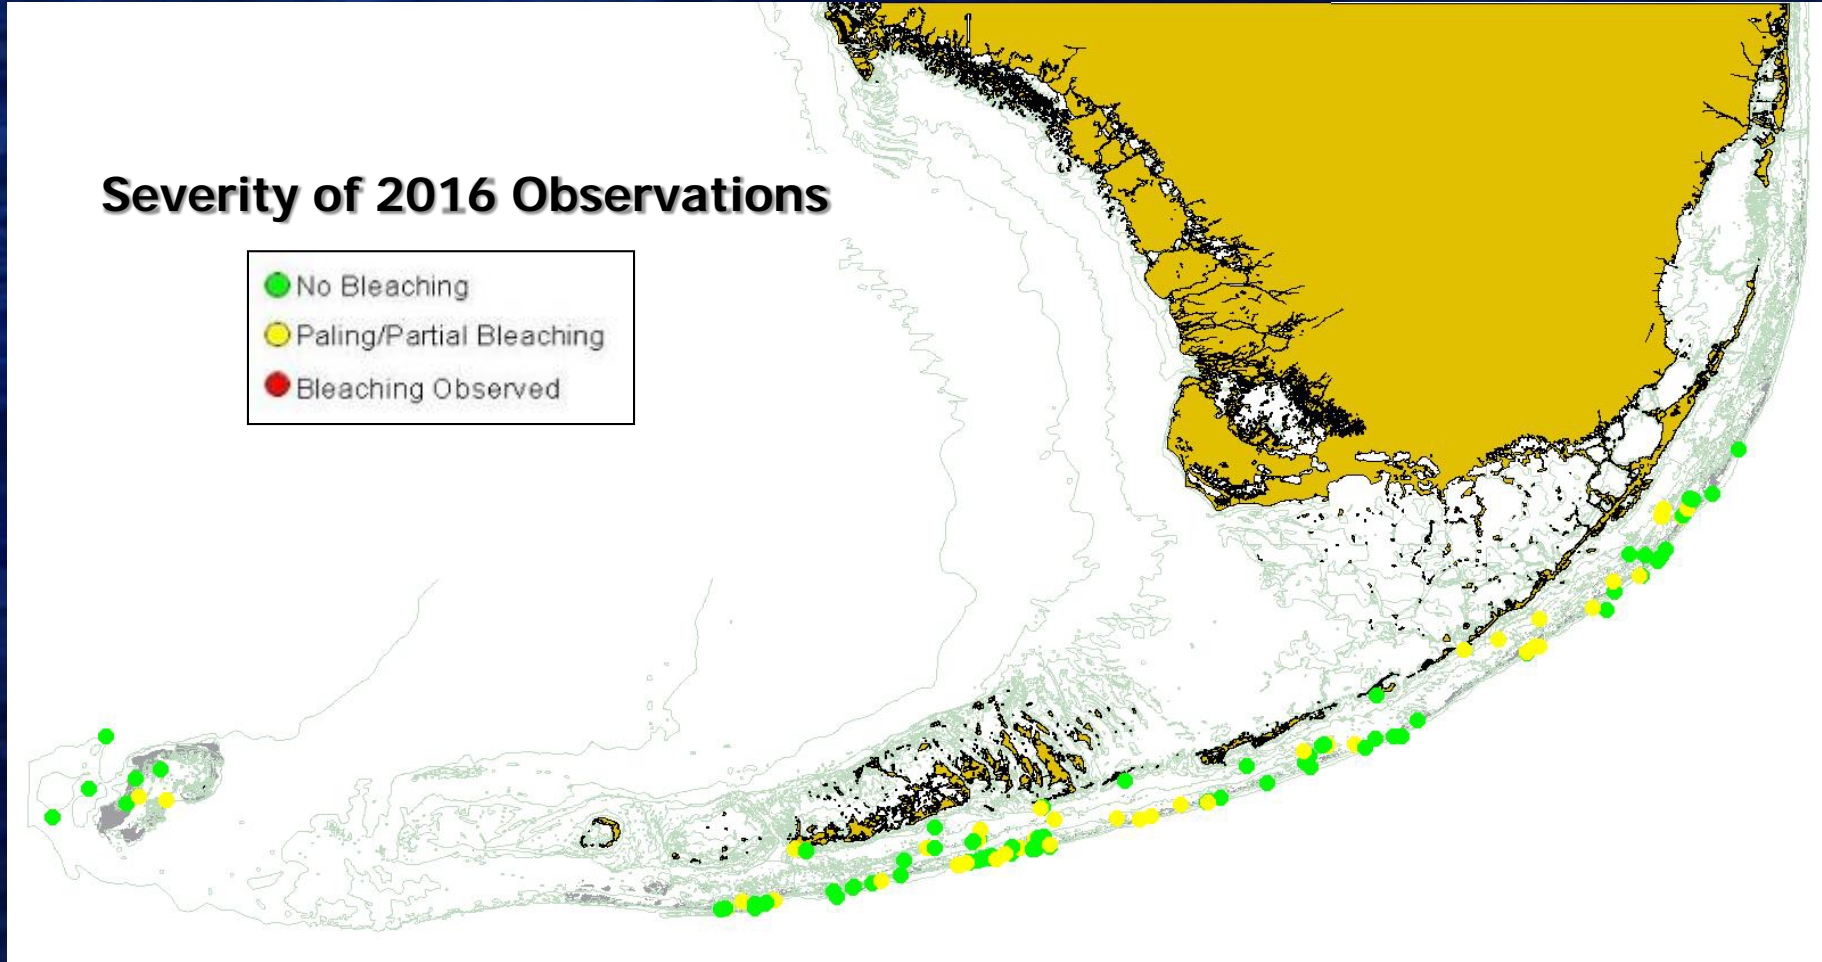 Severity of 2016 Observations
No Bleaching
Paling/Partial Bleaching
Bleaching Observed